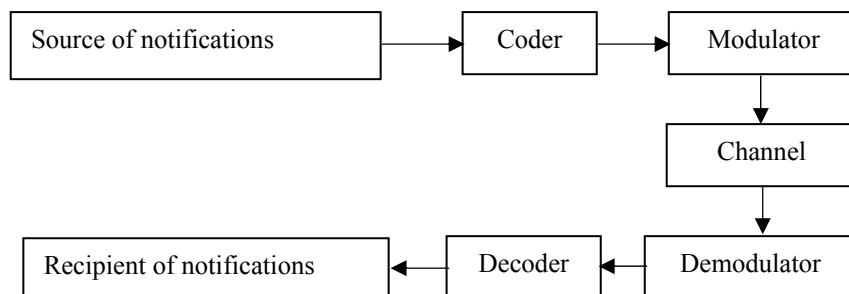 Source of notifications
Coder
Modulator
Channel
Demodulator
Decoder
Recipient of notifications